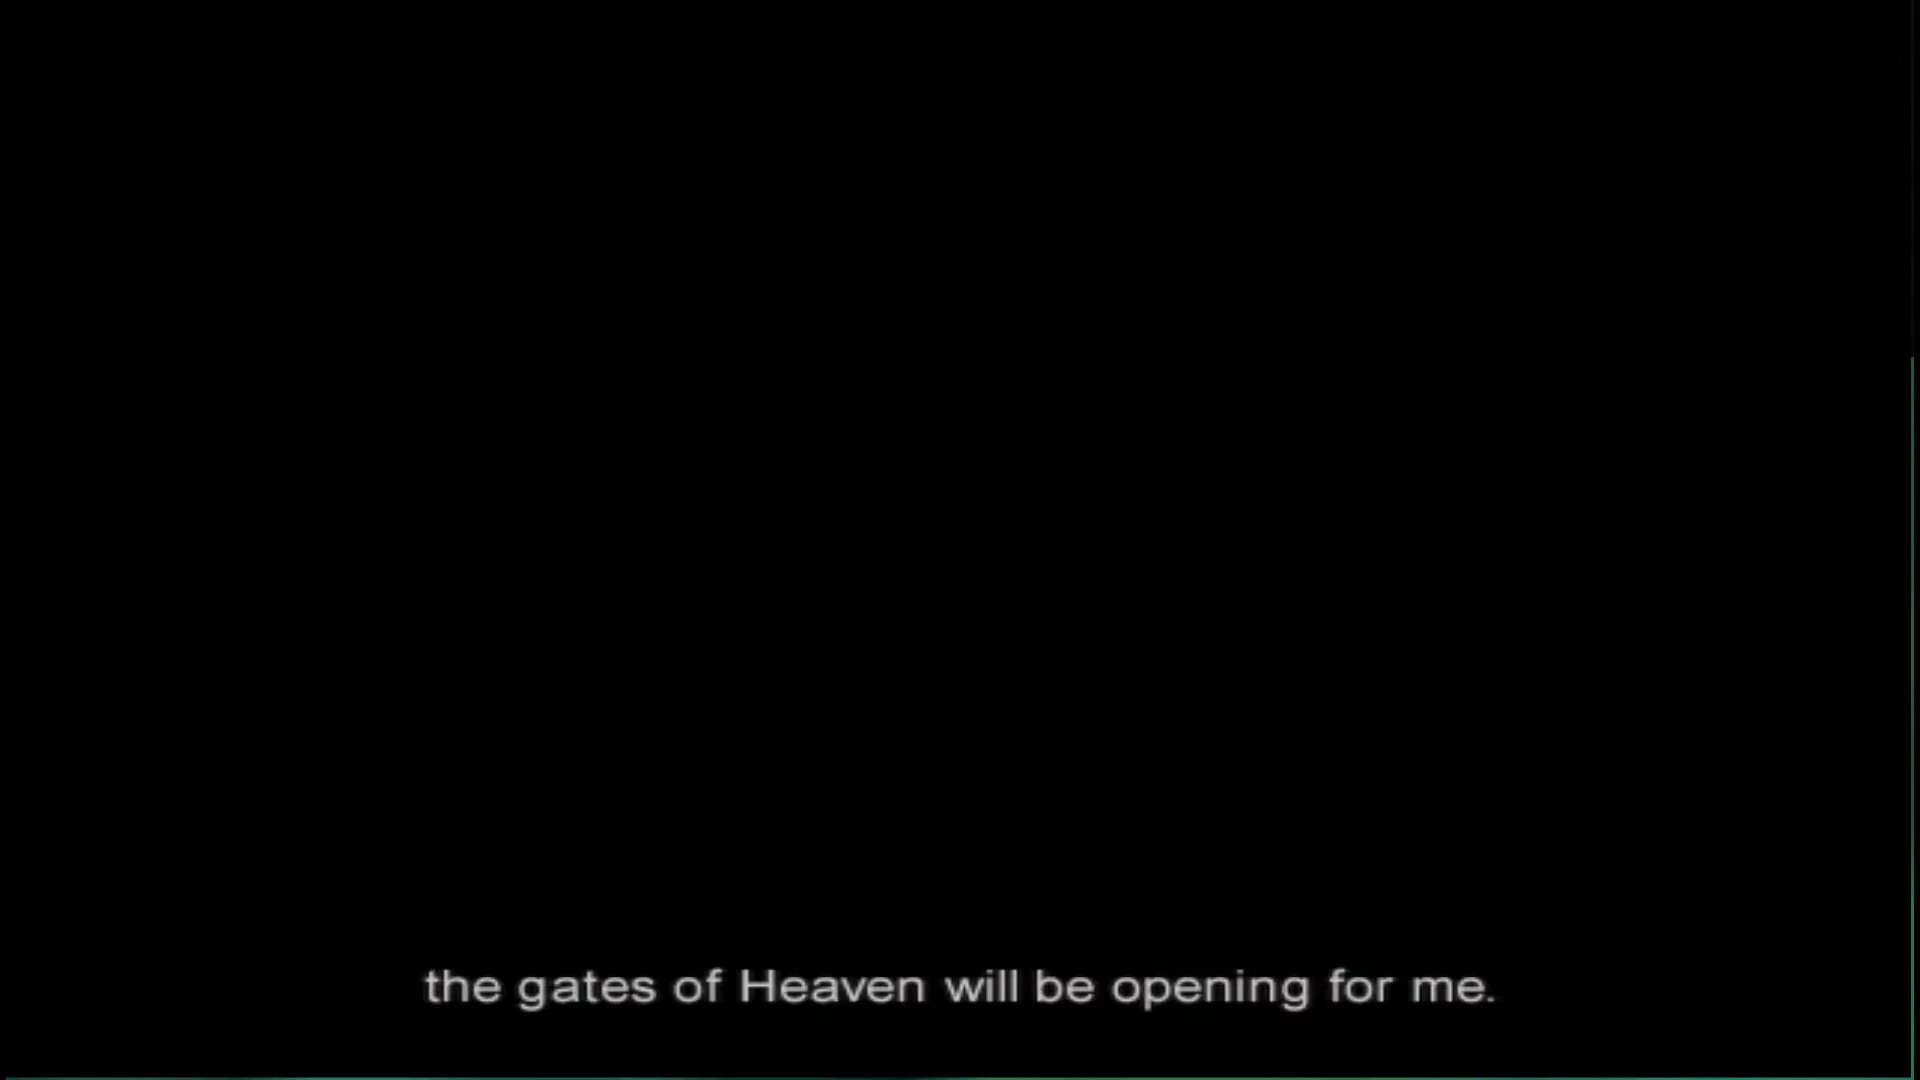 the gates of Heaven will be opening for me.